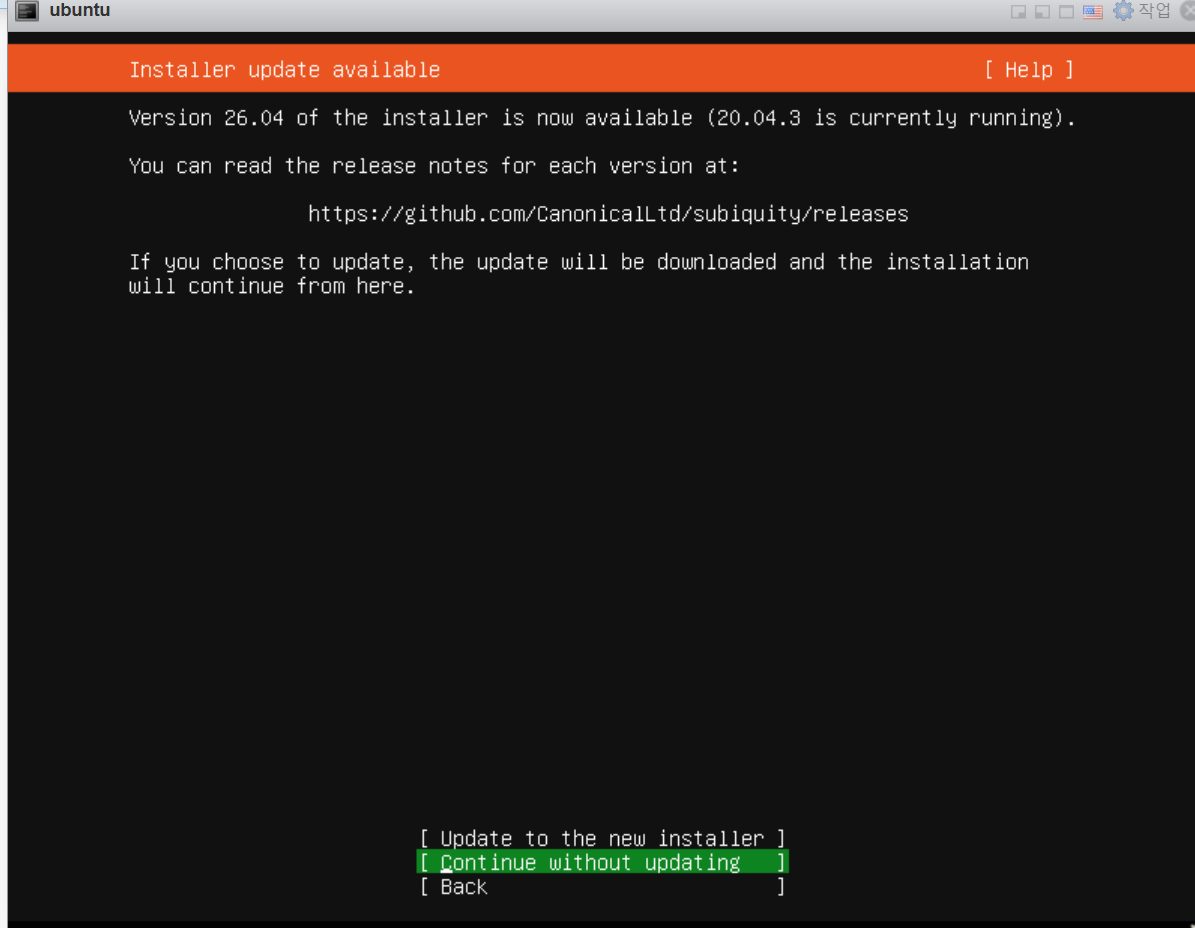 ubuntu
작업
Installer update available [ Help ]
Version 26.04 of the installer is now available (20.04.3 is currently running).
You can read the release notes for each version at:
https://github.com/CanonicalLtd/subiquity/releases
If you choose to update, the update will be downloaded and the installation
will continue from here.
[ Update to the new installer ]
[ Continue without updating ]
[ Back ]